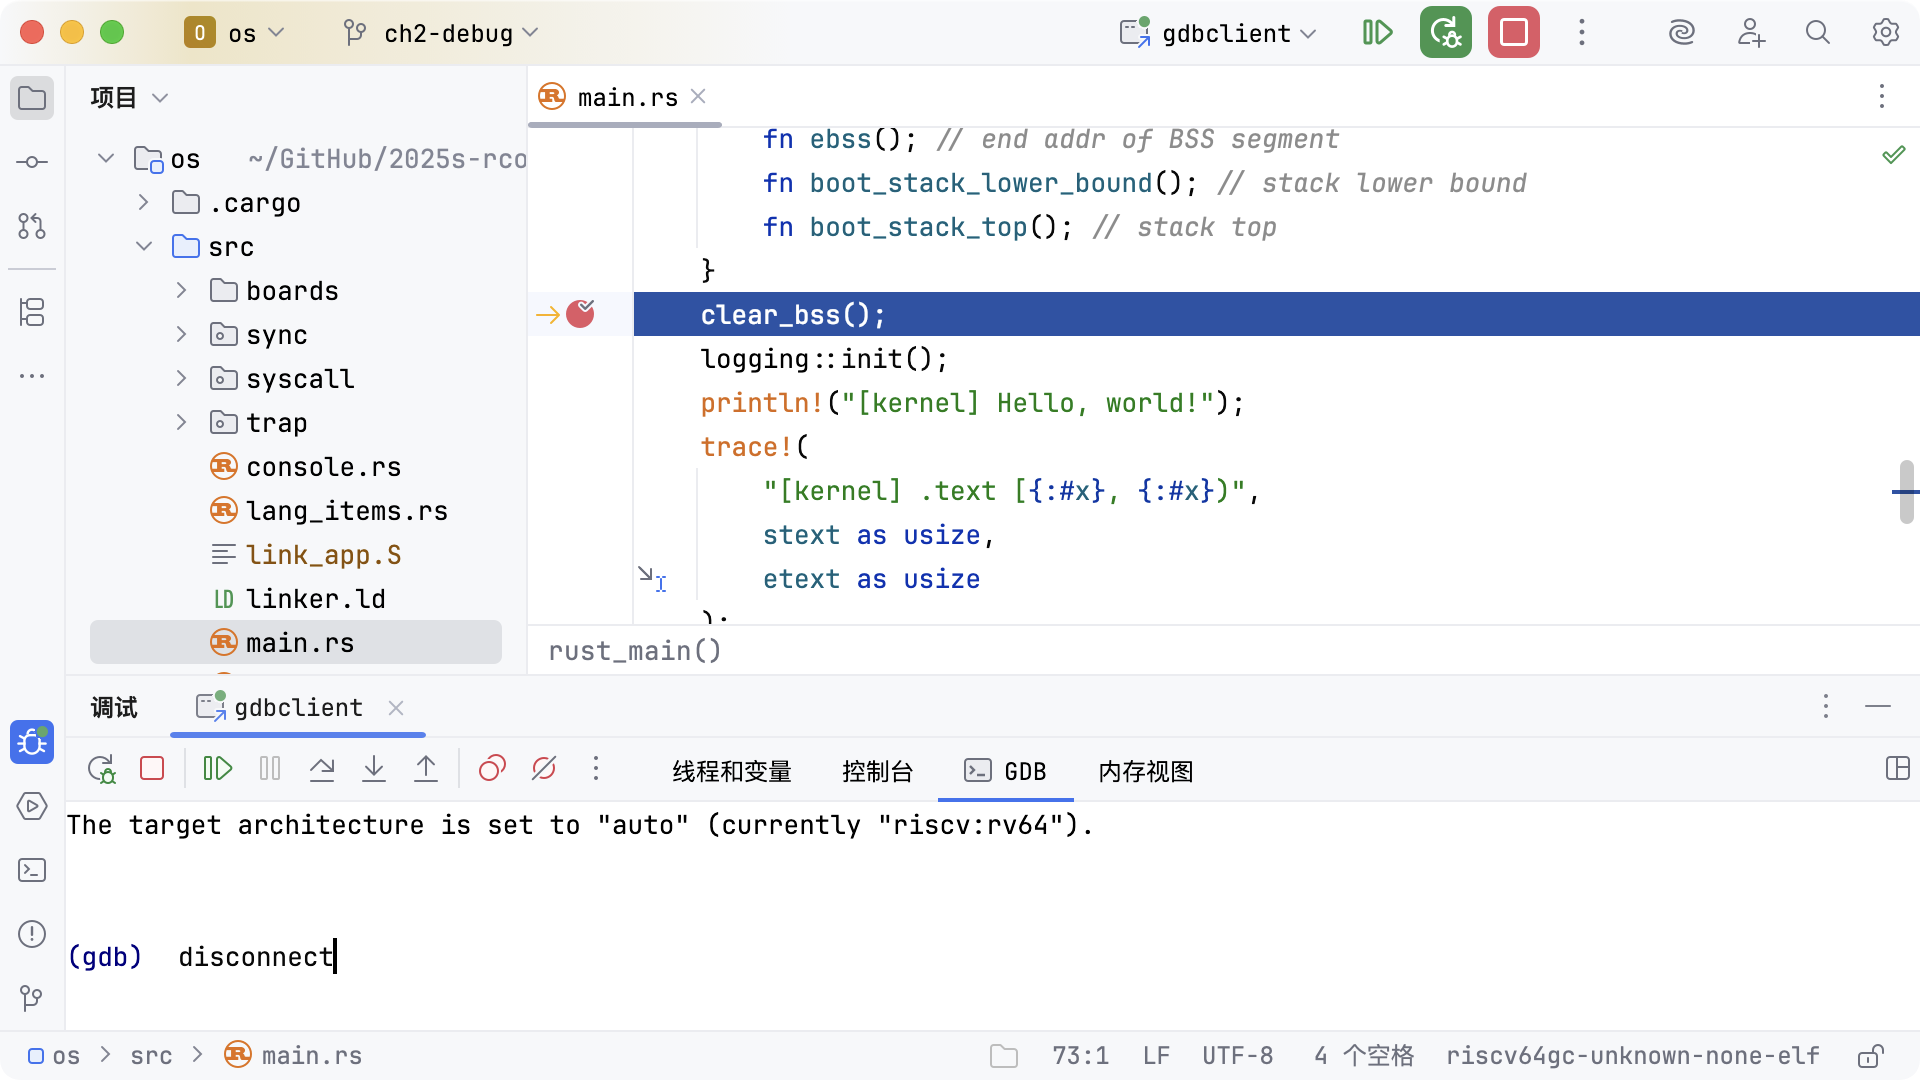 O os ch2-debug gdbclient
项目
main.rs
os ~/GitHub/2025s-rco
.cargo
src
boards
sync
syscall
trap
console.rs
lang_items.rs
link_app.S
LD linker.ld
main.rs
fn ebss(); // end addr of BSS segment
fn boot_stack_lower_bound(); // stack lower bound
fn boot_stack_top(); // stack top
}
clear_bss();
logging::init();
println!("[kernel] Hello, world!");
trace!(
"[kernel] .text [{:#x}, {:#x})",
stext as usize,
etext as usize
);
rust_main()
调试 gdbclient
线程和变量 控制台 GDB 内存视图
The target architecture is set to "auto" (currently "riscv:rv64").
(gdb) disconnect
os > src > main.rs 73:1 LF UTF-8 4 个空格 riscv64gc-unknown-none-elf